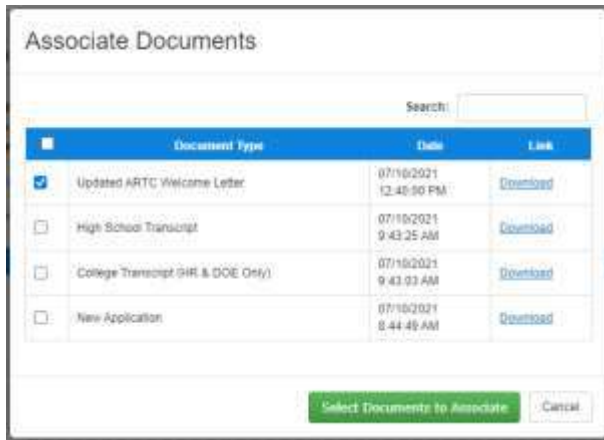 Associate Documents
Search:
Document Type Date Link
Updated ARTC Welcome Letter 07/10/2021 12:40:00 PM Download
High School Transcript 07/10/2021 9:43:25 AM Download
College Transcript (HR & DOE Only) 07/10/2021 9:43:03 AM Download
New Application 07/10/2021 8:44:49 AM Download
Select Documents to Associate Cancel